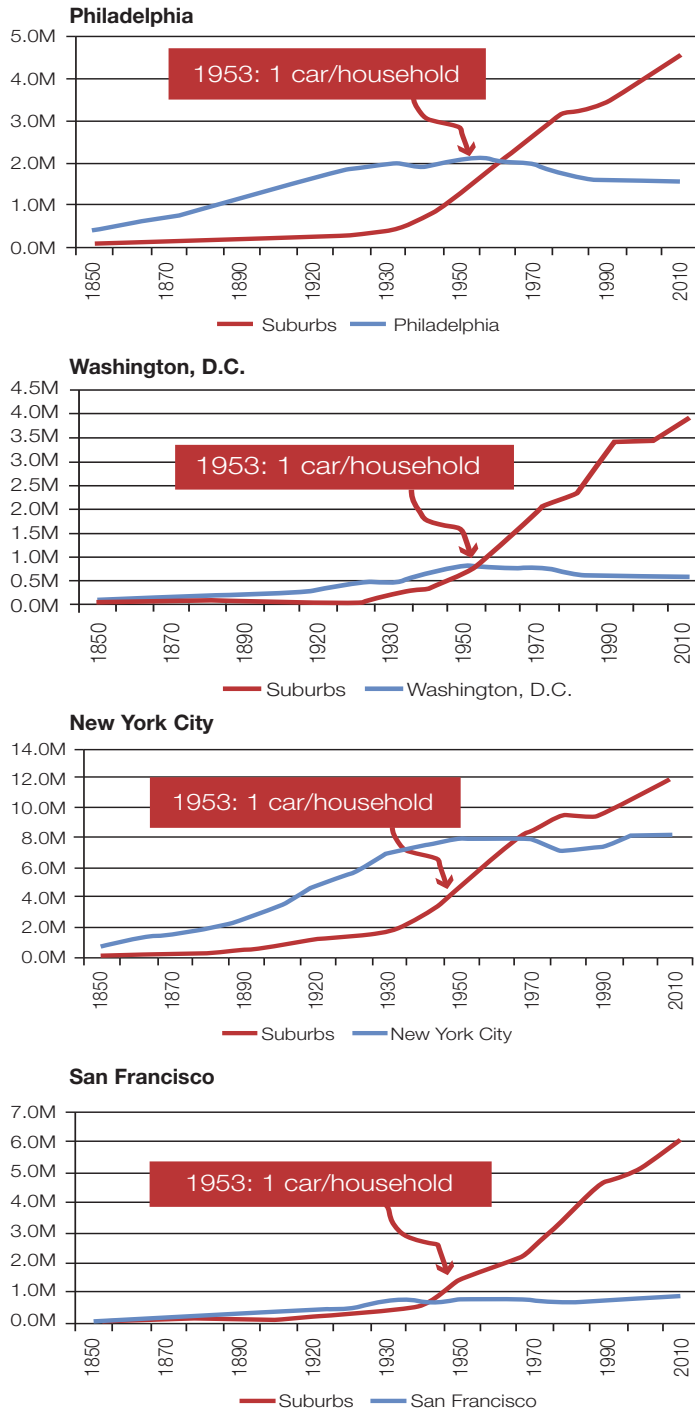 Philadelphia
5.0M
4.0M
3.0M
2.0M
1.0M
0.0M
1953: 1 car/household
1850
1870
1890
1920
1930
1950
1970
1990
2010
Suburbs Philadelphia
Washington, D.C.
4.5M
4.0M
3.5M
3.0M
2.5M
2.0M
1.5M
1.0M
0.5M
0.0M
1953: 1 car/household
1850
1870
1890
1920
1930
1950
1970
1990
2010
Suburbs Washington, D.C.
New York City
14.0M
12.0M
10.0M
8.0M
6.0M
4.0M
2.0M
0.0M
1953: 1 car/household
1850
1870
1890
1920
1930
1950
1970
1990
2010
Suburbs New York City
San Francisco
7.0M
6.0M
5.0M
4.0M
3.0M
2.0M
1.0M
0.0M
1953: 1 car/household
1850
1870
1890
1920
1930
1950
1970
1990
2010
Suburbs San Francisco